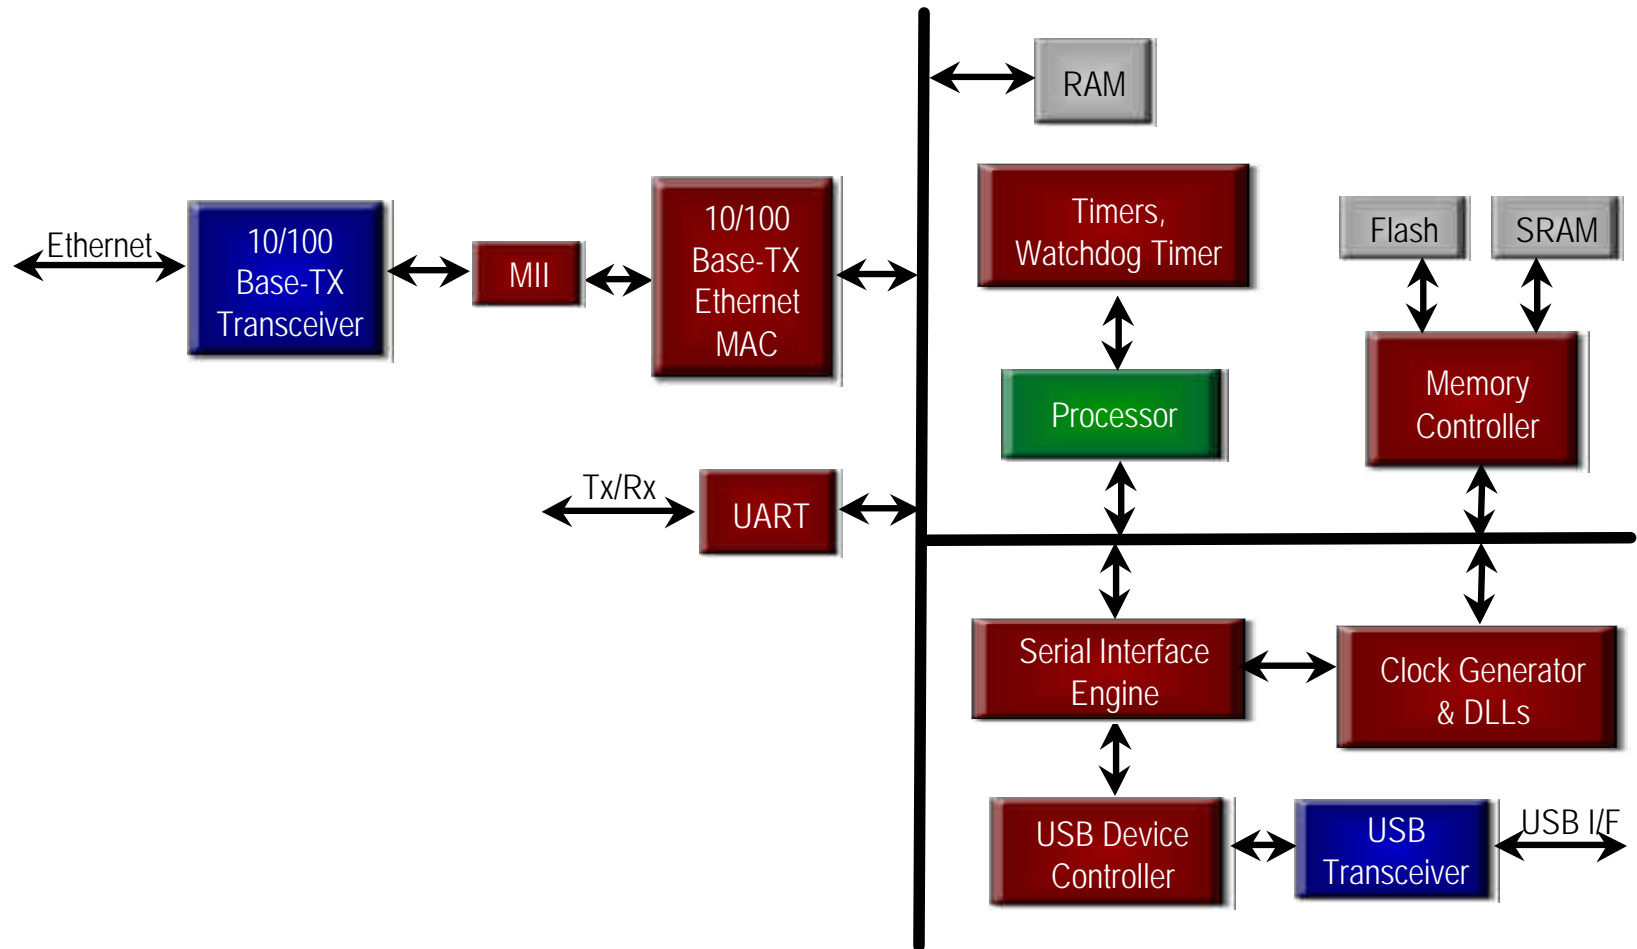 RAM
Timers,
Watchdog Timer
Flash
SRAM
Ethernet
10/100
Base-TX
Transceiver
MII
10/100
Base-TX
Ethernet
MAC
Processor
Memory
Controller
Tx/Rx
UART
Serial Interface
Engine
Clock Generator
& DLLs
USB Device
Controller
USB
Transceiver
USB I/F